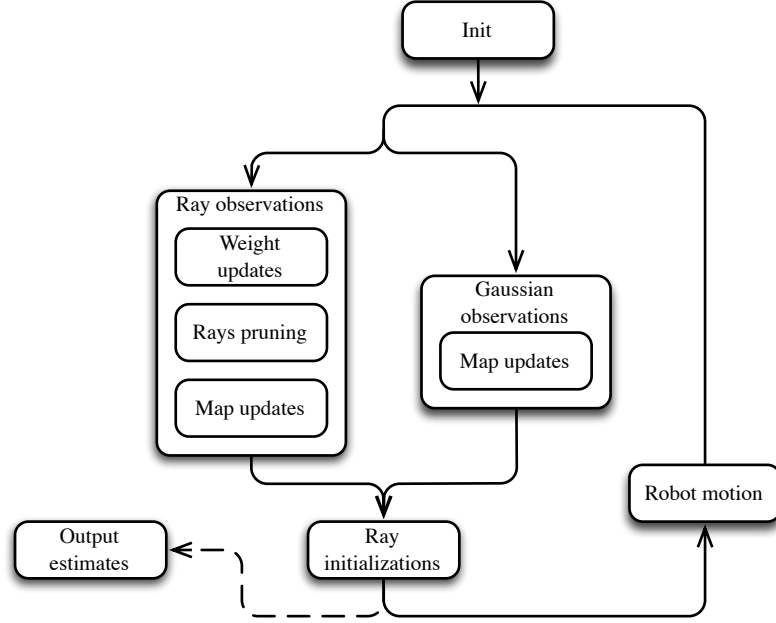 Init
Ray observations
Weight
updates
Rays pruning
Map updates
Gaussian
observations
Map updates
Robot motion
Output
estimates
Ray
initializations